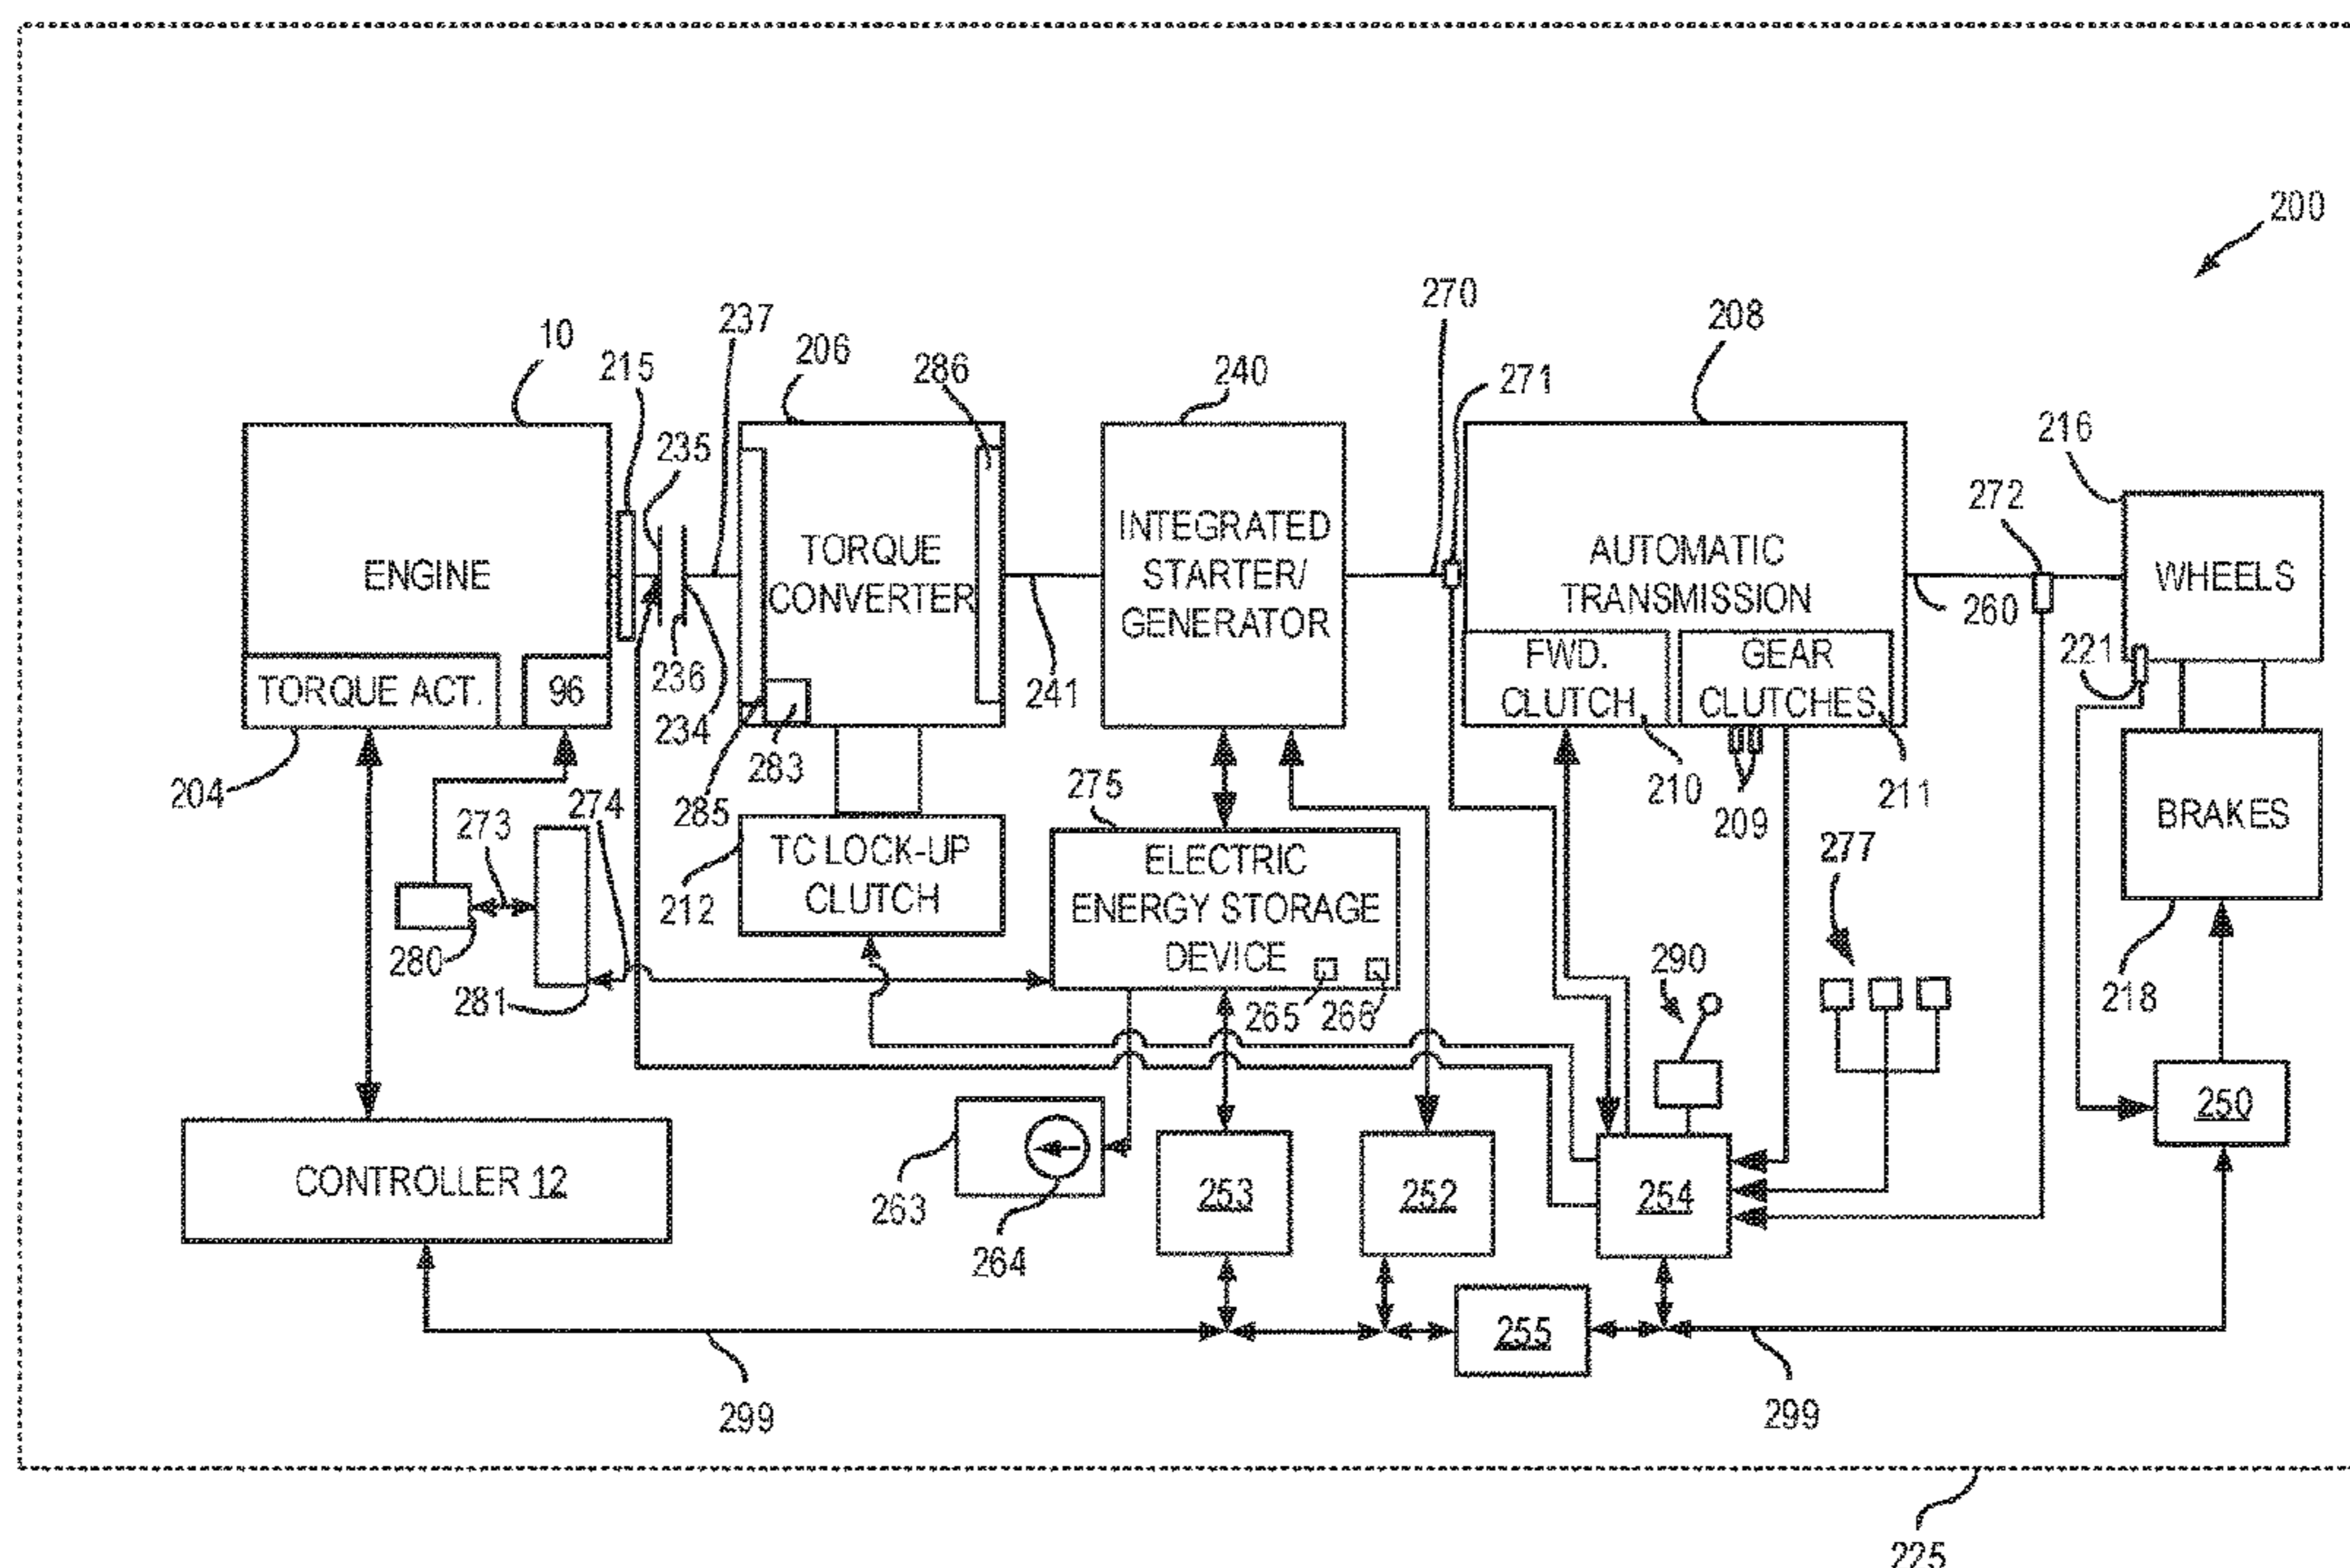 200
270
208
237
10
206
215
286
240
271
216
235
272
ENGINE
TORQUE
CONVERTER
INTEGRATED
STARTER/
GENERATOR
AUTOMATIC
TRANSMISSION
WHEELS
260
221
236
241
TORQUE ACT.
96
234
FWD.
CLUTCH
GEAR
CLUTCHES
283
204
274
285
275
210
209
211
BRAKES
273
TC LOCK-UP
CLUTCH
212
ELECTRIC
ENERGY STORAGE
DEVICE
277
280
281
265
266
290
218
250
CONTROLLER 12
263
264
253
252
254
255
299
299
225